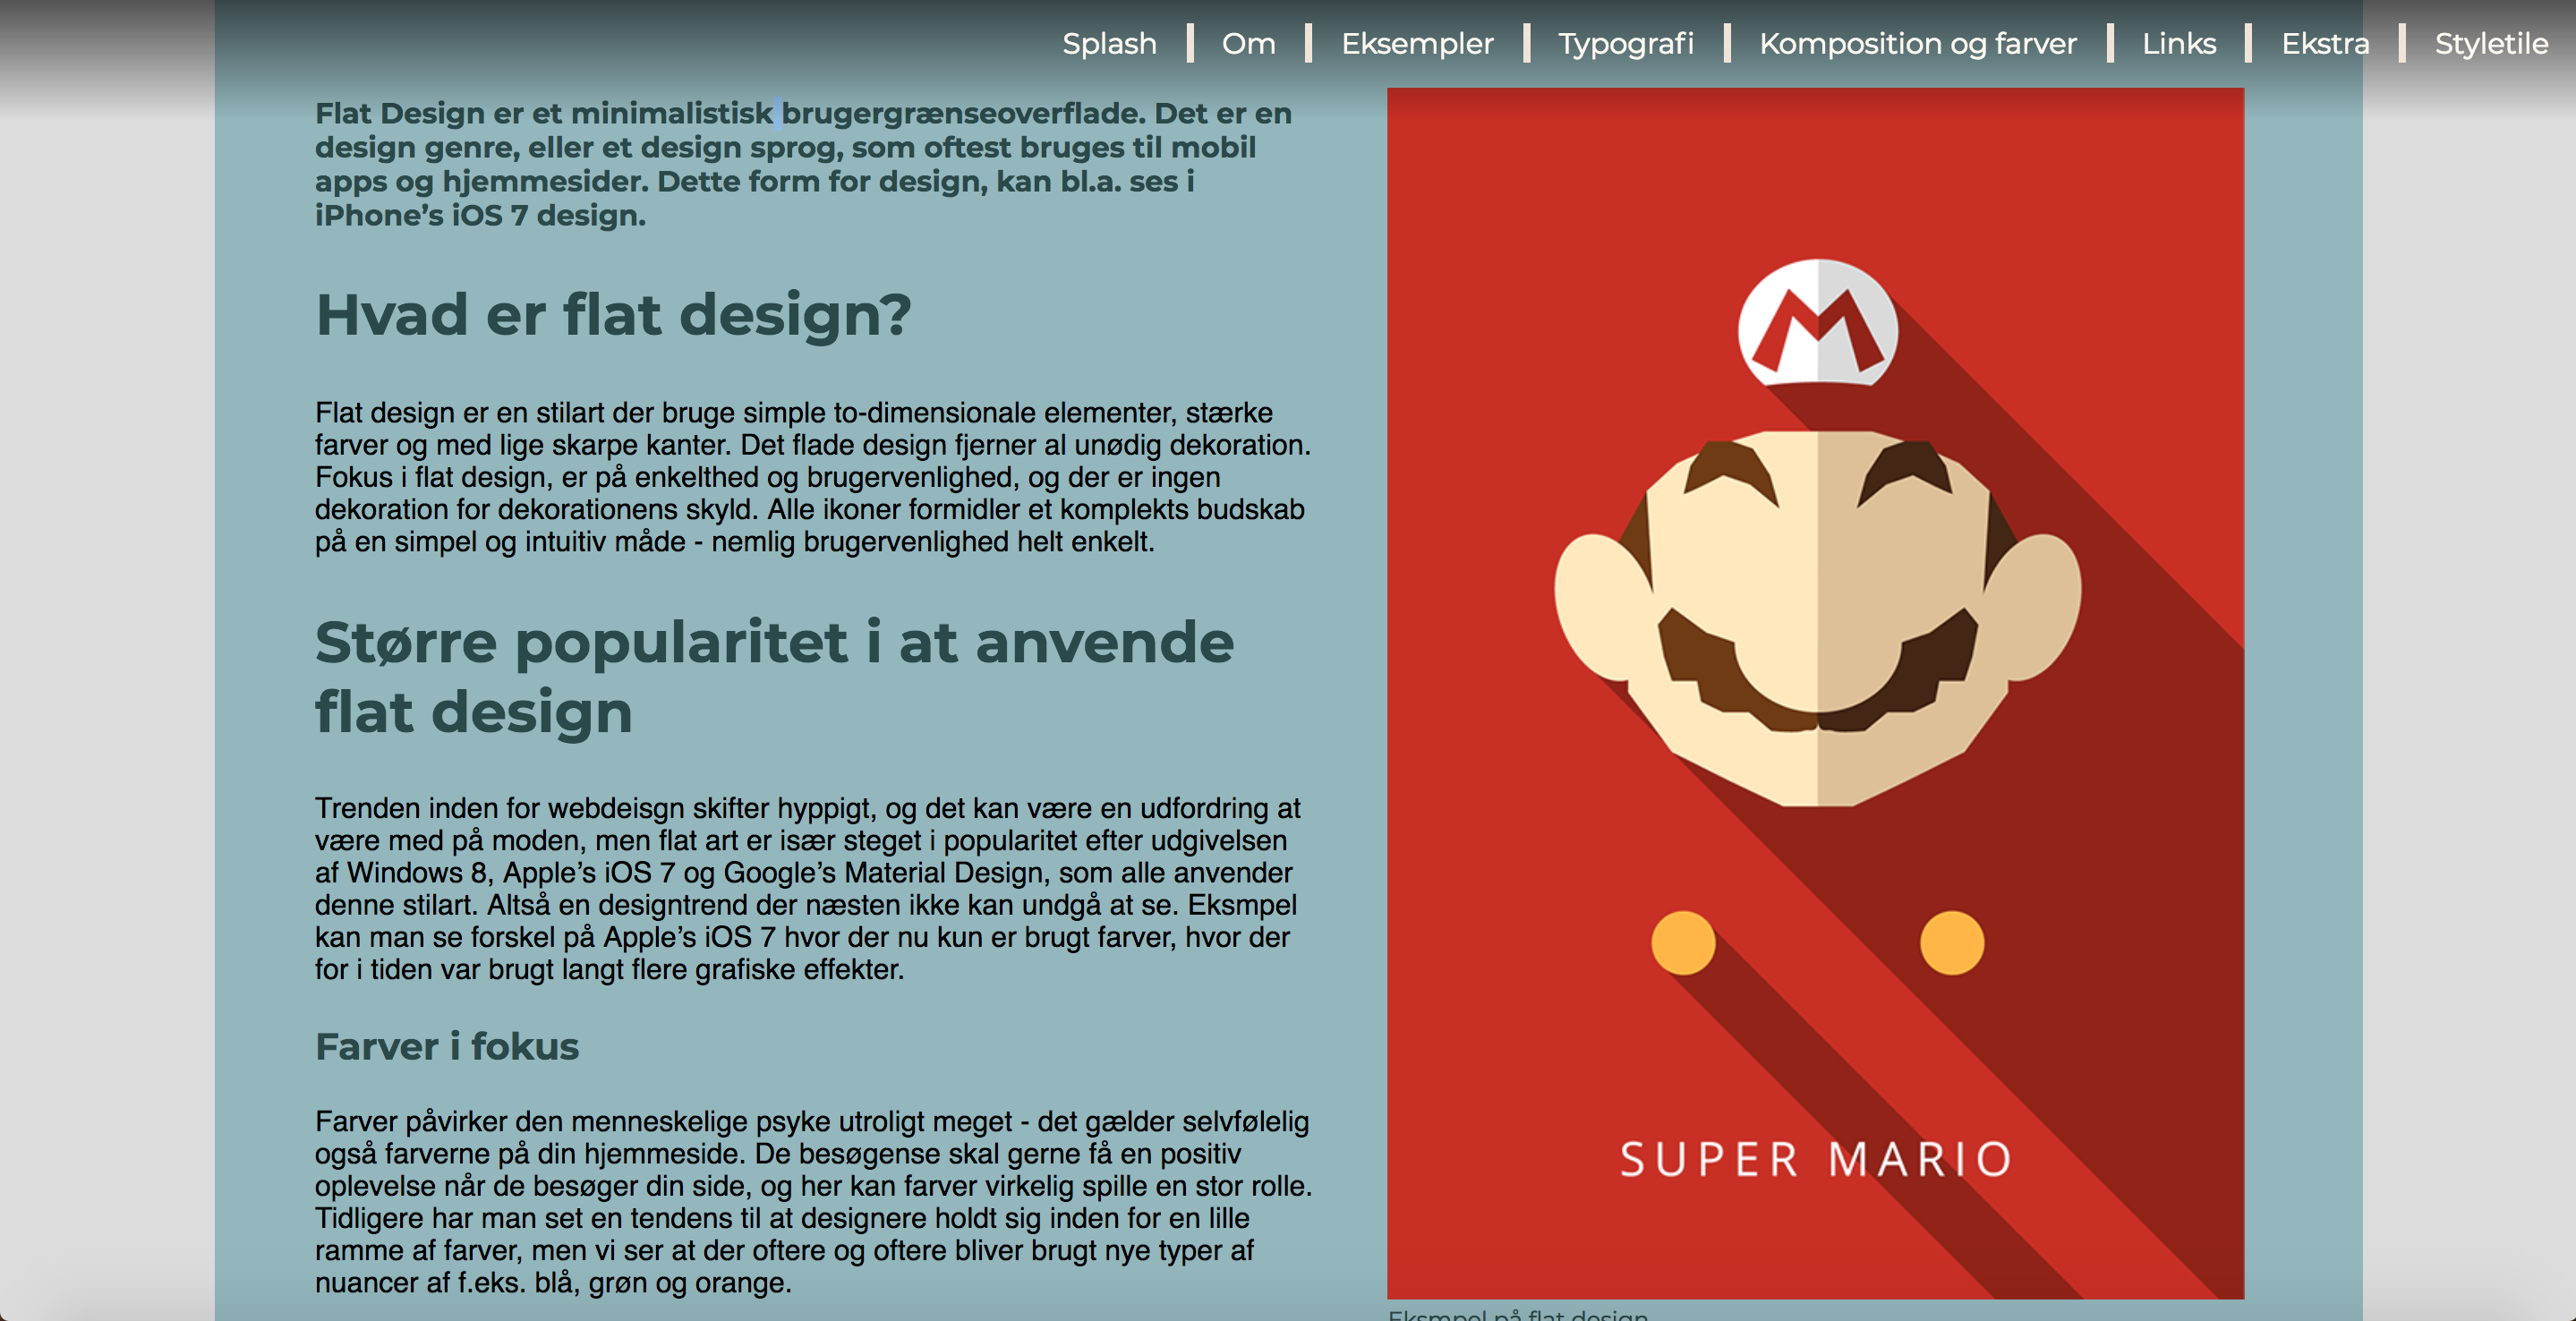 Splash Om Eksempler Typografi Komposition og farver Links Ekstra Styletile
Flat Design er et minimalistisk brugergrænseoverflade. Det er en
design genre, eller et design sprog, som oftest bruges til mobil
apps og hjemmesider. Dette form for design, kan bl.a. ses i
iPhone’s iOS 7 design.
Hvad er flat design?
Flat design er en stilart der bruge simple to-dimensionale elementer, stærke
farver og med lige skarpe kanter. Det flade design fjerner al unødig dekoration.
Fokus i flat design, er på enkelthed og brugervenlighed, og der er ingen
dekoration for dekorationens skyld. Alle ikoner formidler et komplekts budskab
på en simpel og intuitiv måde - nemlig brugervenlighed helt enkelt.
Større popularitet i at anvende
flat design
Trenden inden for webdeisgn skifter hyppigt, og det kan være en udfordring at
være med på moden, men flat art er især steget i popularitet efter udgivelsen
af Windows 8, Apple’s iOS 7 og Google’s Material Design, som alle anvender
denne stilart. Altså en designtrend der næsten ikke kan undgå at se. Eksmpel
kan man se forskel på Apple’s iOS 7 hvor der nu kun er brugt farver, hvor der
for i tiden var brugt langt flere grafiske effekter.
Farver i fokus
Farver påvirker den menneskelige psyke utroligt meget - det gælder selvfølelig
også farverne på din hjemmeside. De besøgense skal gerne få en positiv
oplevelse når de besøger din side, og her kan farver virkelig spille en stor rolle.
Tidligere har man set en tendens til at designere holdt sig inden for en lille
ramme af farver, men vi ser at der oftere og oftere bliver brugt nye typer af
nuancer af f.eks. blå, grøn og orange.
M
SUPER MARIO
Eksmpel på flat design